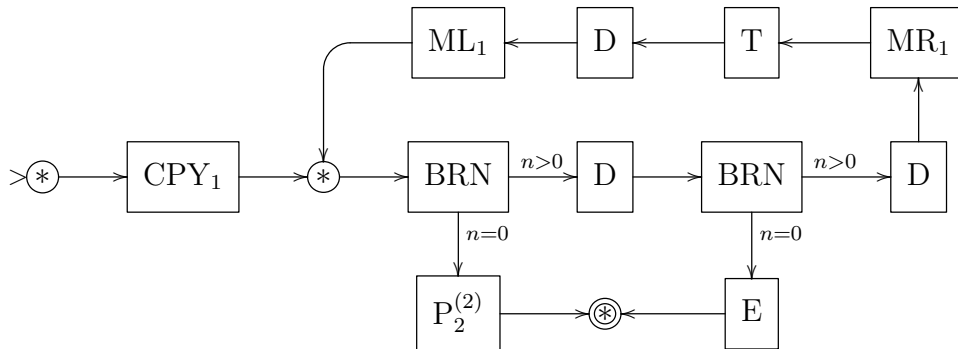 ML₁ D T MR₁
>* CPY₁ * BRN n>0 D BRN n>0 D
n=0 n=0
P₂⁽²⁾ * E